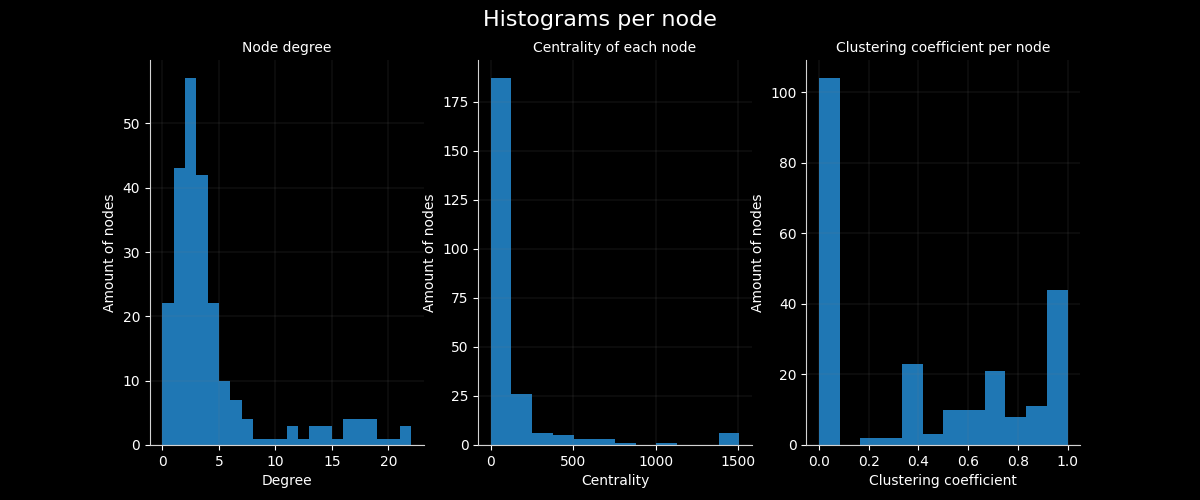 Histograms per node
Node degree
Amount of nodes
50
40
30
20
10
0
0 5 10 15 20
Degree
Centrality of each node
Amount of nodes
175
150
125
100
75
50
25
0
0 500 1000 1500
Centrality
Clustering coefficient per node
Amount of nodes
100
80
60
40
20
0
0.0 0.2 0.4 0.6 0.8 1.0
Clustering coefficient